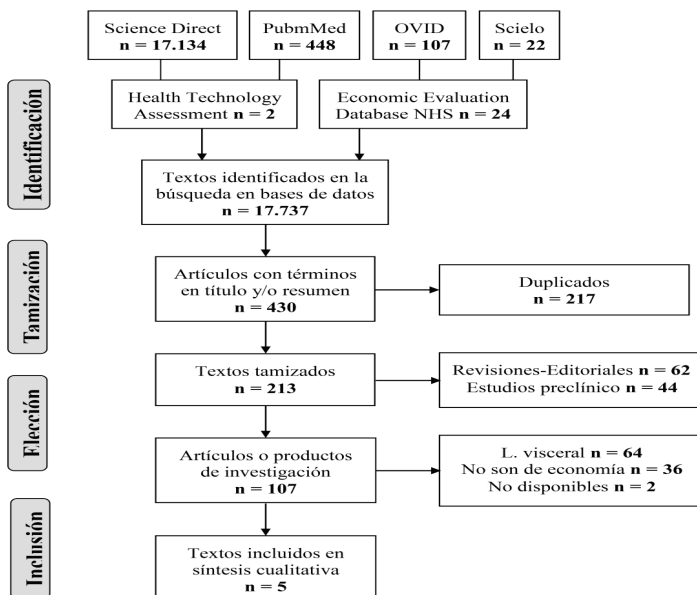 Science Direct
n = 17.134
PubmMed
n = 448
OVID
n = 107
Scielo
n = 22
Identificación
Health Technology
Assessment n = 2
Economic Evaluation
Database NHS n = 24
Textos identificados en la
búsqueda en bases de datos
n = 17.737
Tamización
Artículos con términos
en título y/o resumen
n = 430
Duplicados
n = 217
Textos tamizados
n = 213
Revisiones-Editoriales n = 62
Estudios preclínico n = 44
Elección
Artículos o productos
de investigación
n = 107
L. visceral n = 64
No son de economía n = 36
No disponibles n = 2
Inclusión
Textos incluidos en
síntesis cualitativa
n = 5